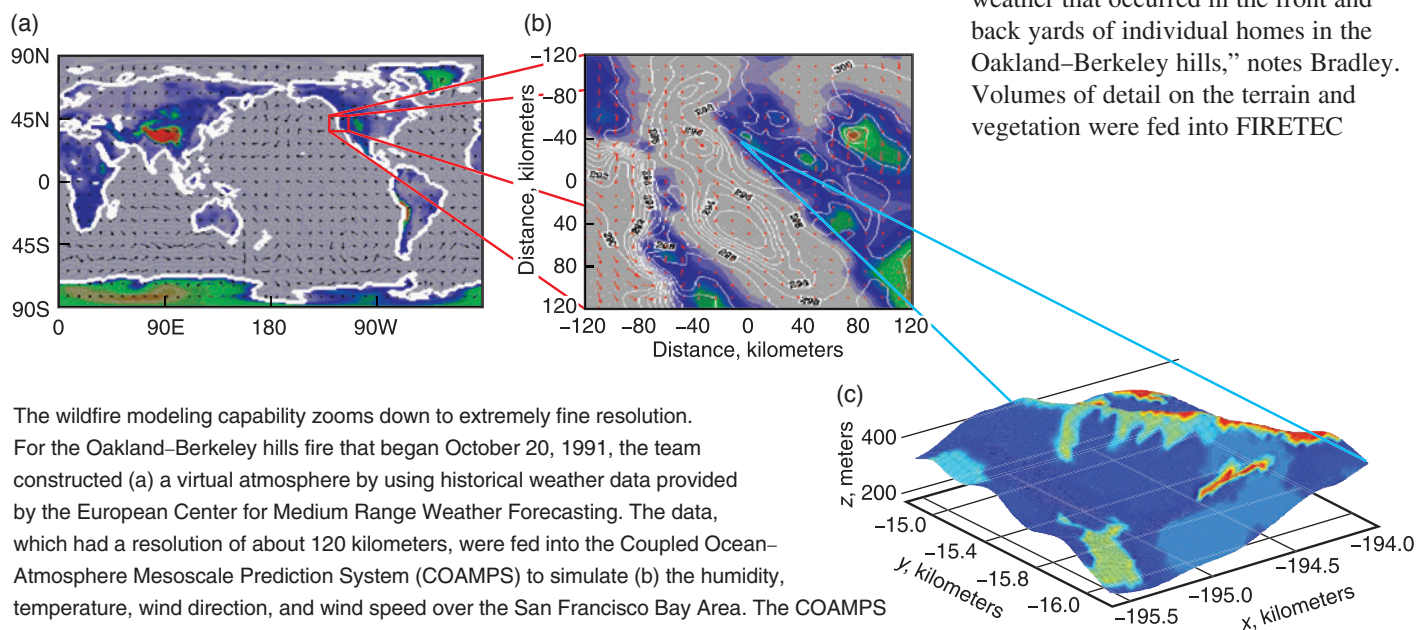 weather that occurred in the front and
back yards of individual homes in the
Oakland–Berkeley hills,” notes Bradley.
Volumes of detail on the terrain and
vegetation were fed into FIRETEC
(a)
90N
45N
0
45S
90S
0
90E
180
90W
(b)
Distance, kilometers
−120
−80
−40
0
40
80
120
−120
−80
−40
0
40
80
120
Distance, kilometers
(c)
z, meters
400
200
−15.0
−15.4
−15.8
−16.0
y, kilometers
−195.5
−195.0
−194.5
−194.0
x, kilometers
The wildfire modeling capability zooms down to extremely fine resolution.
For the Oakland–Berkeley hills fire that began October 20, 1991, the team
constructed (a) a virtual atmosphere by using historical weather data provided
by the European Center for Medium Range Weather Forecasting. The data,
which had a resolution of about 120 kilometers, were fed into the Coupled Ocean–
Atmosphere Mesoscale Prediction System (COAMPS) to simulate (b) the humidity,
temperature, wind direction, and wind speed over the San Francisco Bay Area. The COAMPS